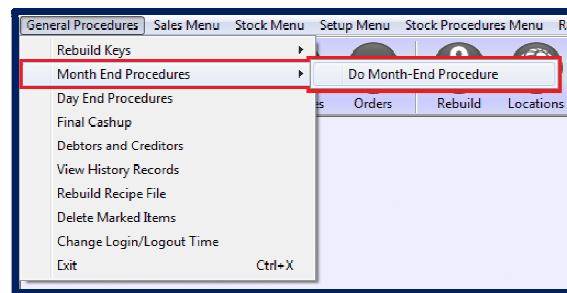 General Procedures Sales Menu Stock Menu Setup Menu Stock Procedures Menu
Rebuild Keys
Month End Procedures
Do Month-End Procedure
Day End Procedures
Orders Rebuild Locations
Final Cashup
Debtors and Creditors
View History Records
Rebuild Recipe File
Delete Marked Items
Change Login/Logout Time
Exit Ctrl+X